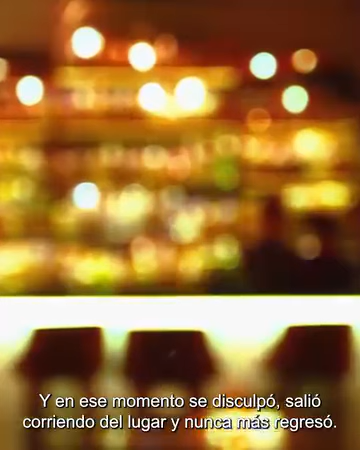 Y en ese momento se disculpó, salió
corriendo del lugar y nunca más regresó.